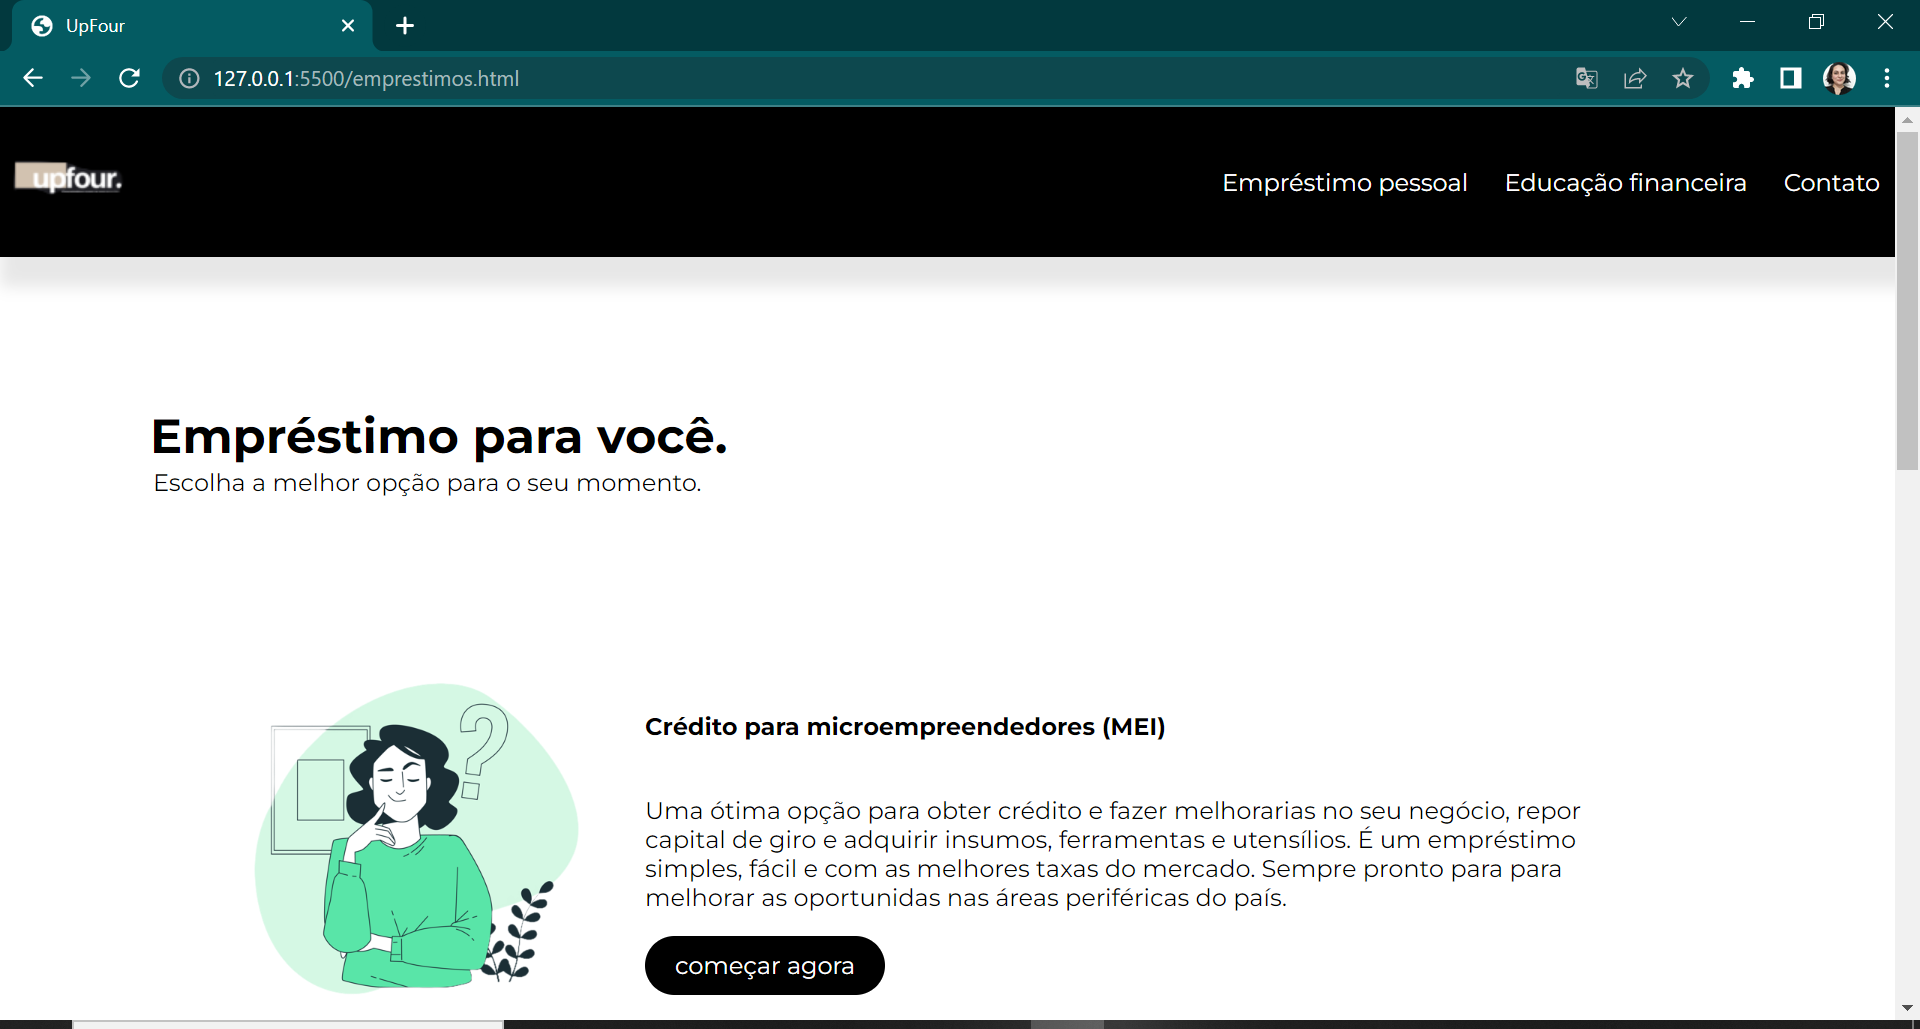 UpFour
127.0.0.1:5500/emprestimos.html
upfour.
Empréstimo pessoal Educação financeira Contato
Empréstimo para você.
Escolha a melhor opção para o seu momento.
?
Crédito para microempreendedores (MEI)
Uma ótima opção para obter crédito e fazer melhorarias no seu negócio, repor
capital de giro e adquirir insumos, ferramentas e utensílios. É um empréstimo
simples, fácil e com as melhores taxas do mercado. Sempre pronto para para
melhorar as oportunidas nas áreas periféricas do país.
começar agora